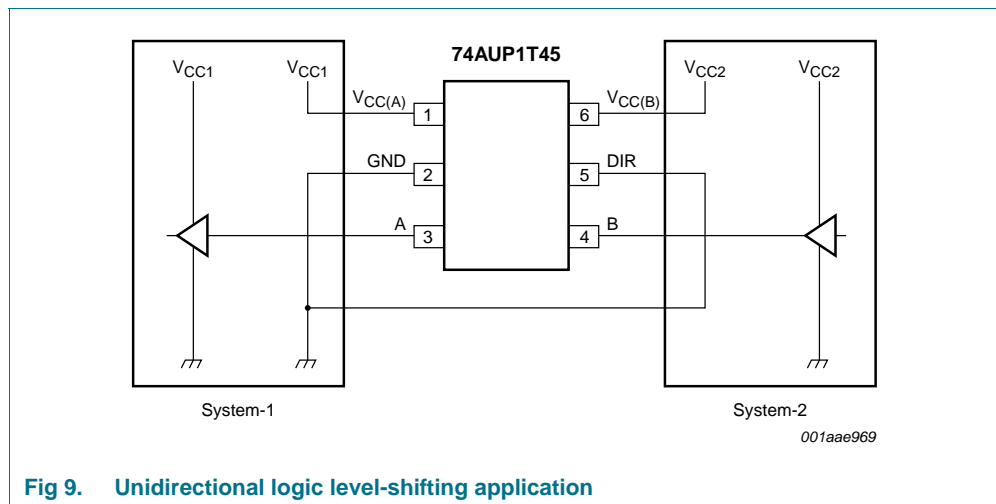 74AUP1T45
VCC1 VCC1 VCC2 VCC2
VCC(A) VCC(B)
1 6
GND DIR
2 5
A B
3 4
System-1 System-2
001aae969
Fig 9. Unidirectional logic level-shifting application